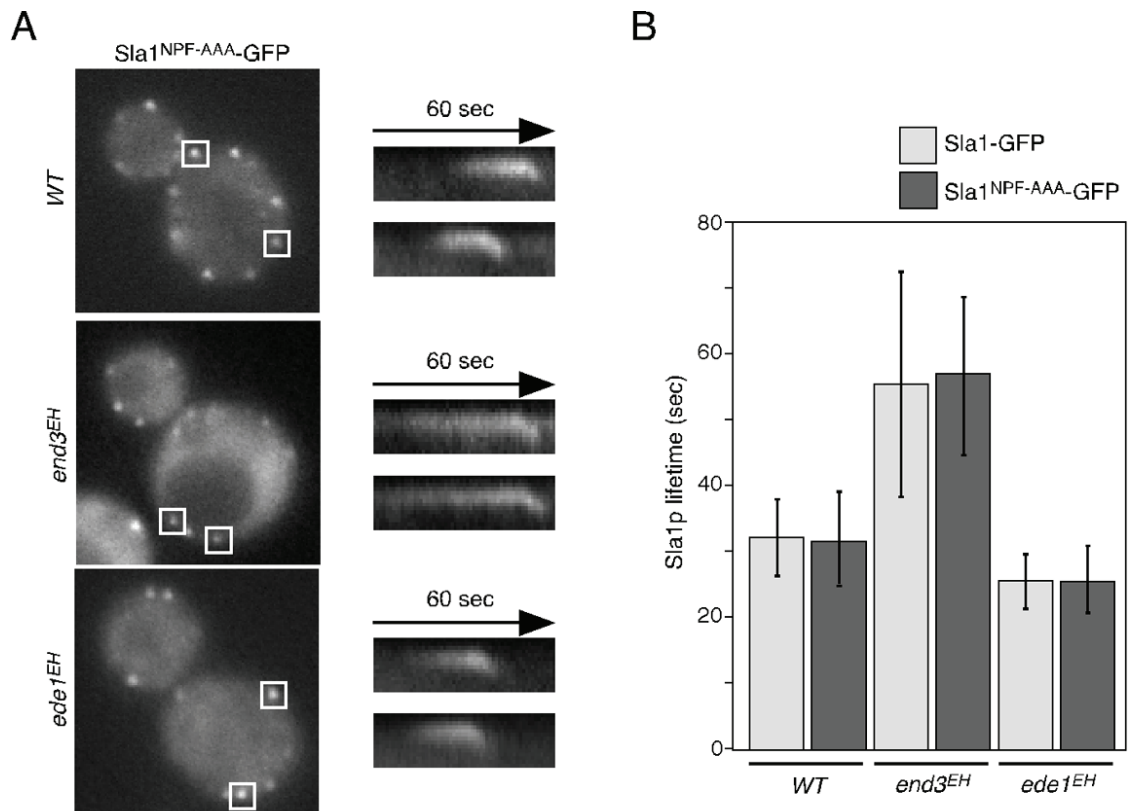 A
Sla1NPF-AAA-GFP
WT
60 sec
end3EH
60 sec
ede1EH
60 sec
B
Sla1-GFP
Sla1NPF-AAA-GFP
Sla1p lifetime (sec)
80
60
40
20
0
WT
end3EH
ede1EH